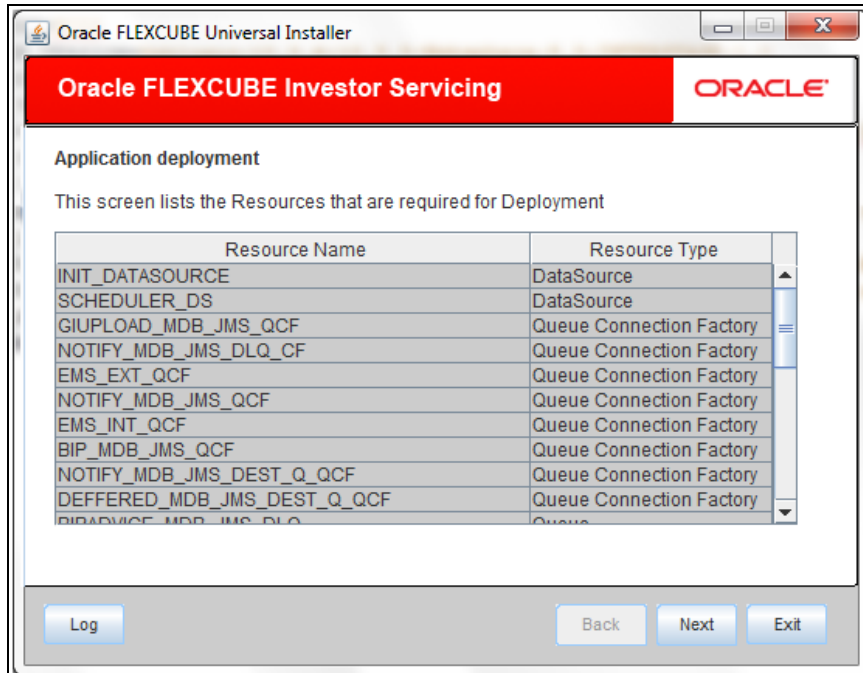 Oracle FLEXCUBE Universal Installer
Oracle FLEXCUBE Investor Servicing
ORACLE
Application deployment
This screen lists the Resources that are required for Deployment
Resource Name Resource Type
INIT_DATASOURCE DataSource
SCHEDULER_DS DataSource
GIUPLOAD_MDB_JMS_QCF Queue Connection Factory
NOTIFY_MDB_JMS_DLQ_CF Queue Connection Factory
EMS_EXT_QCF Queue Connection Factory
NOTIFY_MDB_JMS_QCF Queue Connection Factory
EMS_INT_QCF Queue Connection Factory
BIP_MDB_JMS_QCF Queue Connection Factory
NOTIFY_MDB_JMS_DEST_Q_QCF Queue Connection Factory
DEFFERED_MDB_JMS_DEST_Q_QCF Queue Connection Factory
Log Back Next Exit